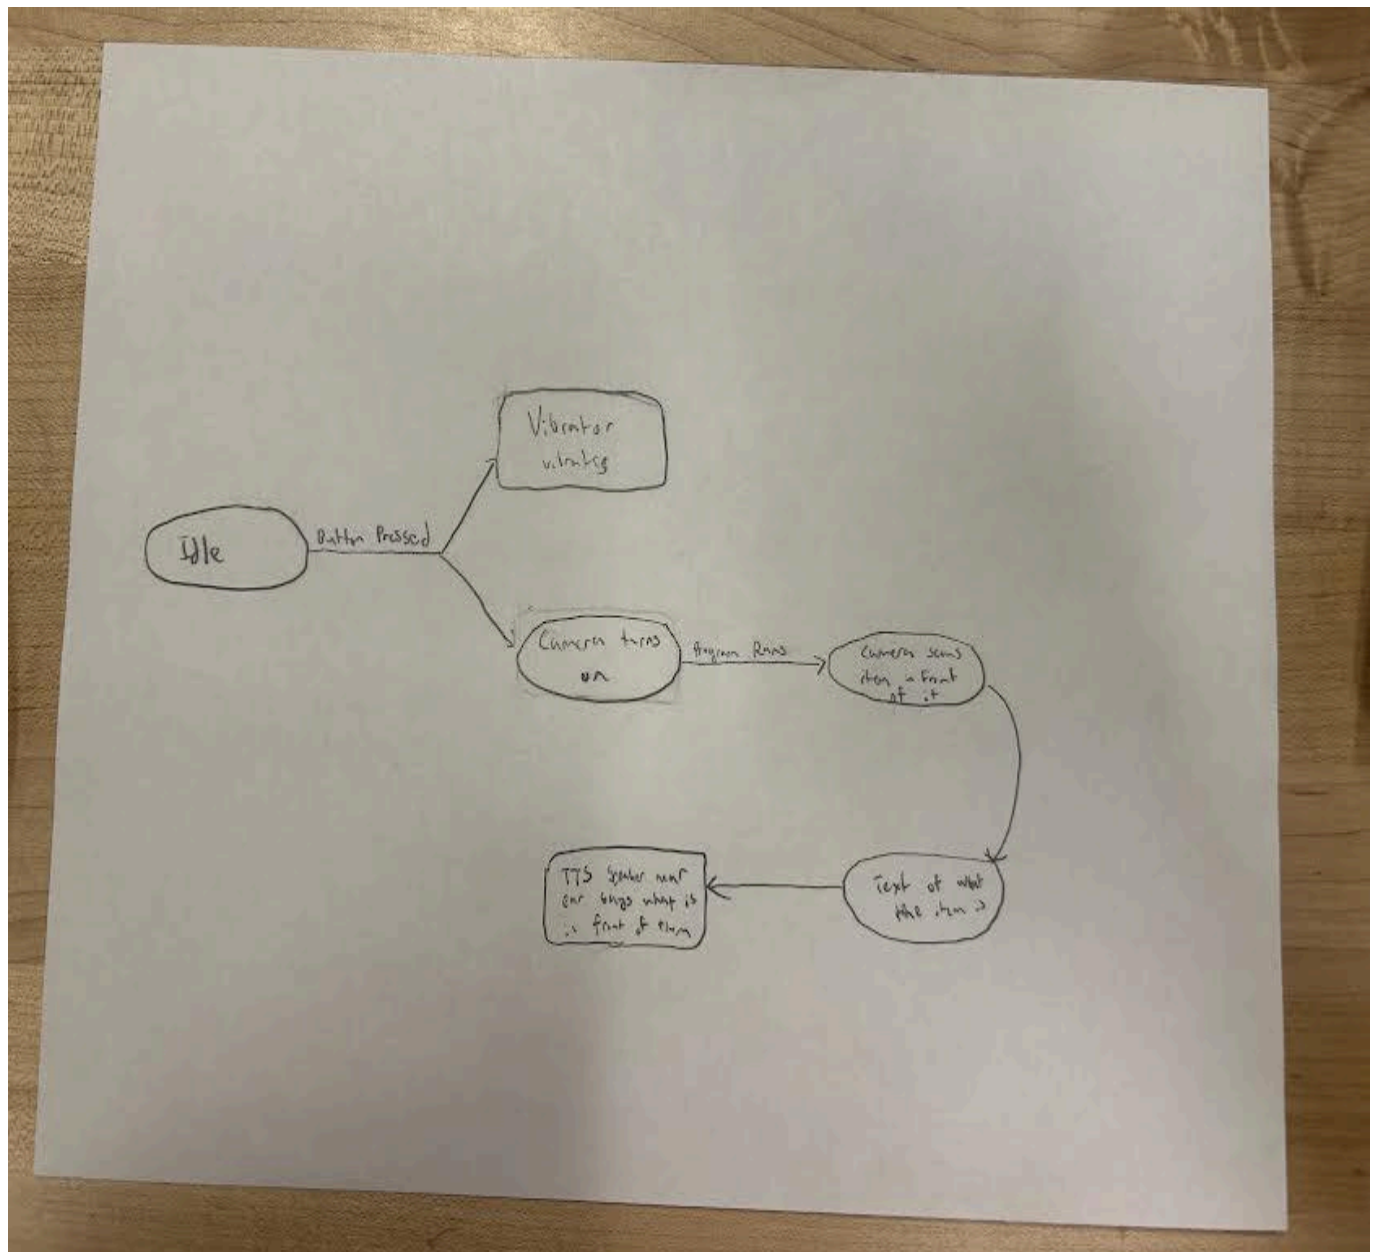 Vibrator
vibrates
Idle
Button Pressed
Camera turns
on
Program Runs
Camera scans
item in front
of it
Text of what
the item is
TTS Speaker near
ear says what is
in front of them